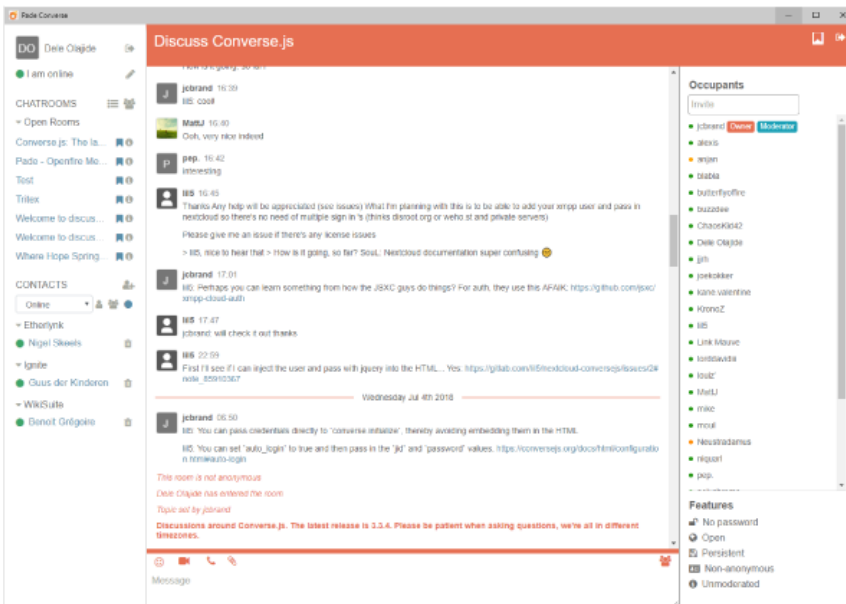 Pade Converse
DO Dele Olajide
I am online
CHATROOMS
Open Rooms
Converse.js: The la...
Pade - Openfire Me...
Test
Tritex
Welcome to discus...
Welcome to discus...
Where Hope Spring...
CONTACTS
Online
Etherlynk
Nigel Skeels
Ignite
Guus der Kinderen
WikiSuite
Benoit Grégoire
Discuss Converse.js
J jcbrand 16:39
lil5: cool!
MattJ 16:40
Ooh, very nice indeed
P pep. 16:42
interesting
lil5 16:45
Thanks Any help will be appreciated (see issues) What I'm planning with this is to be able to add your xmpp user and pass in
nextcloud so there's no need of multiple sign in 's (thinks disroot.org or weho.st and private servers)
Please give me an issue if there's any license issues
> lil5, nice to hear that > How is it going, so far? SouL: Nextcloud documentation super confusing
J jcbrand 17:01
lil5: Perhaps you can learn something from how the JSXC guys do things? For auth, they use this AFAIK: https://github.com/jsxc/
xmpp-cloud-auth
lil5 17:47
jcbrand: will check it out thanks
lil5 22:59
First I'll see if I can inject the user and pass with jquery into the HTML... Yes: https://gitlab.com/lil5/nextcloud-conversejs/issues/2#
note_85910367
Wednesday Jul 4th 2018
J jcbrand 06:50
lil5: You can pass credentials directly to `converse.initialize`, thereby avoiding embedding them in the HTML.
lil5: You can set "auto_login" to true and then pass in the "jid" and "password" values. https://conversejs.org/docs/html/configuratio
n.html#auto-login
This room is not anonymous
Dele Olajide has entered the room
Topic set by jcbrand
Discussions around Converse.js. The latest release is 3.3.4. Please be patient when asking questions, we're all in different
timezones.
Message
Occupants
Invite
jcbrand Owner Moderator
alexis
anjan
blabla
butterflyoffire
buzzdee
ChaosKid42
Dele Olajide
jjrh
joekokker
kane.valentine
KronoZ
lil5
Link Mauve
lorddavidiii
louiz'
MattJ
mike
moul
Neustradamus
niqueri
pep.
Features
No password
Open
Persistent
Non-anonymous
Unmoderated